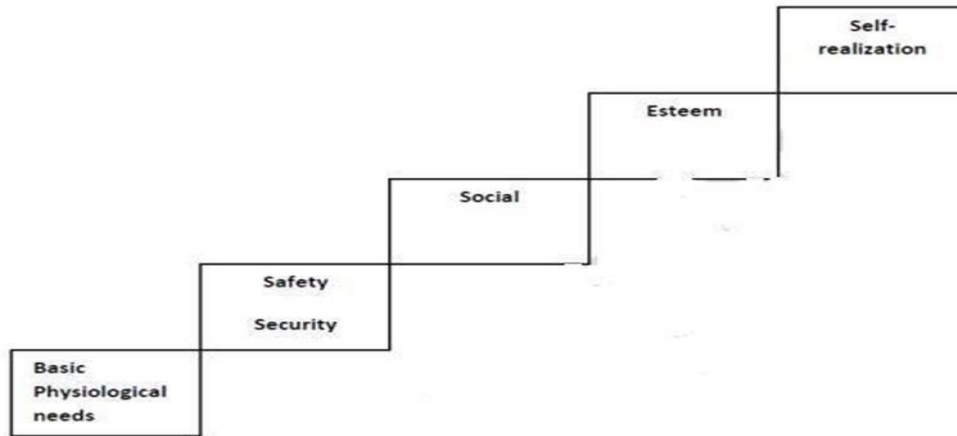 Self-
realization
Esteem
Social
Safety
Security
Basic
Physiological
needs